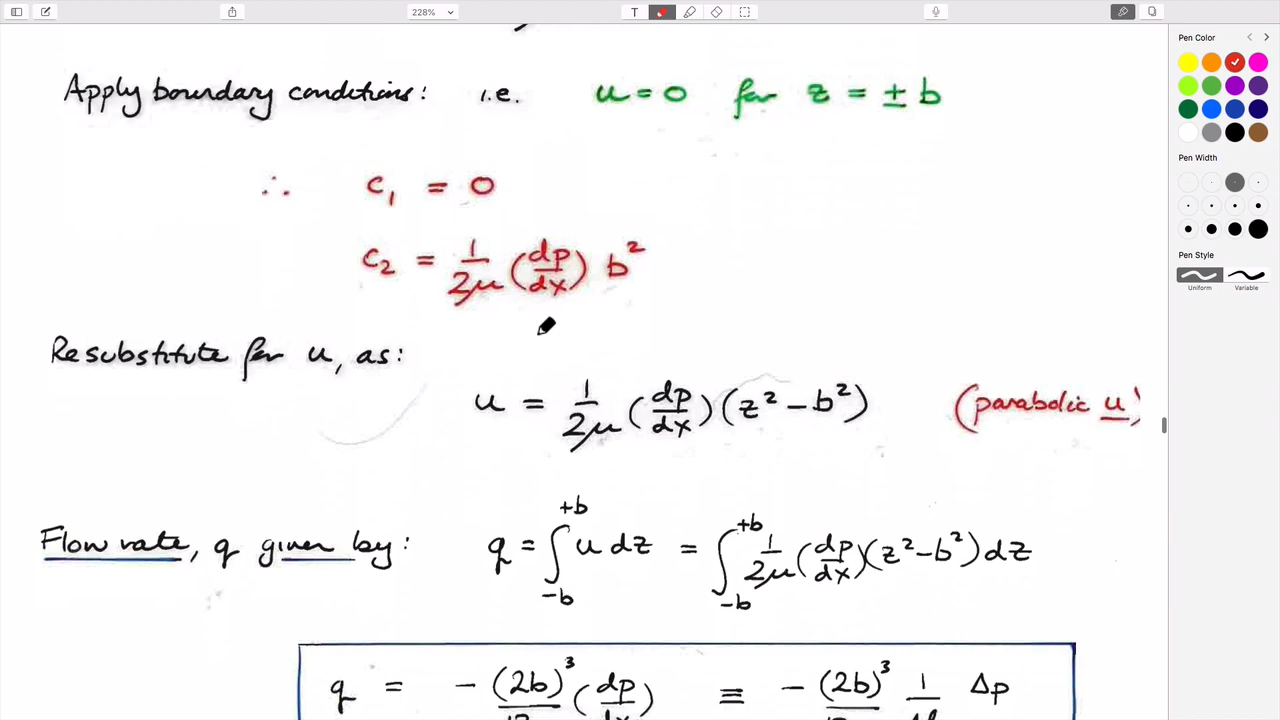 228%
T
Pen Color
Apply boundary conditions: i.e. u = 0 for z = ± b
Pen Width
∴ c₁ = 0
c₂ = 1/2μ (dp/dx) b²
Pen Style
Uniform Variable
Resubstitute for u, as:
u = 1/2μ (dp/dx)(z² − b²) (parabolic u)
Flow rate, q given by: q = ∫₋b⁺ᵇ u dz = ∫₋b⁺ᵇ 1/2μ (dp/dx)(z² − b²) dz
q = − (2b)³ (dp/dx) ≡ − (2b)³ 1 Δp